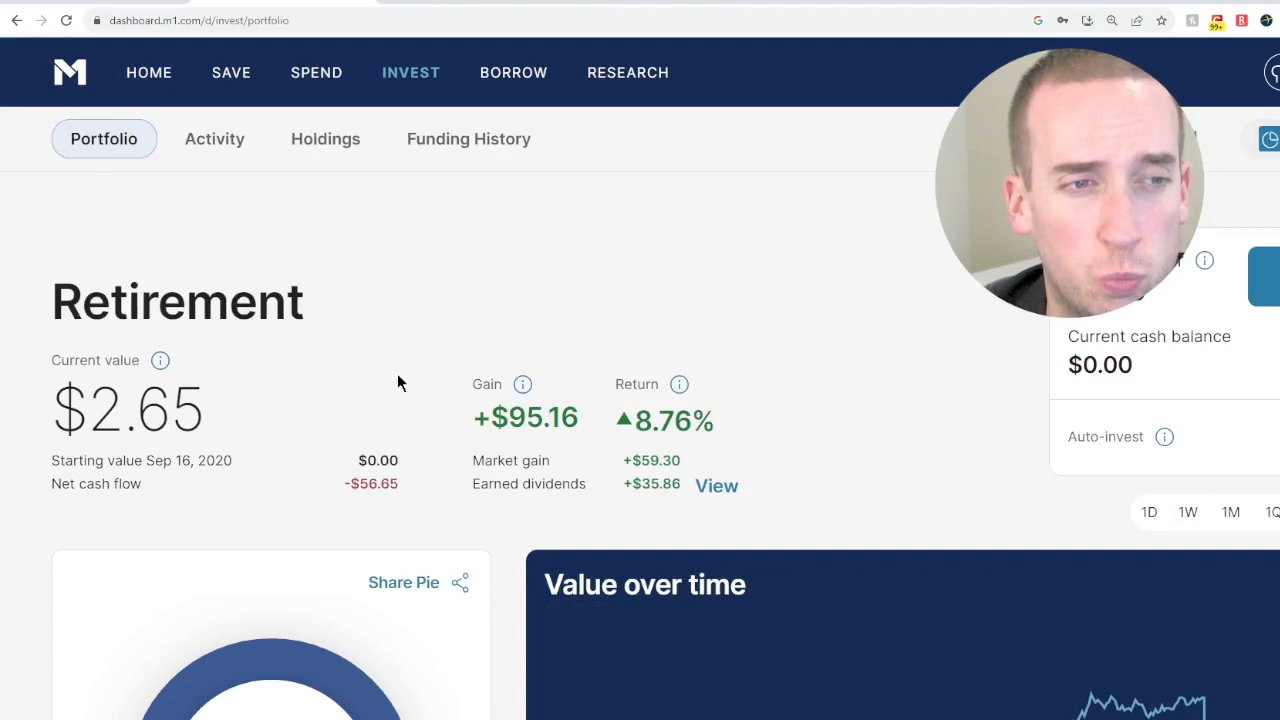 dashboard.m1.com/d/invest/portfolio
99+
HOME SAVE SPEND INVEST BORROW RESEARCH
Portfolio Activity Holdings Funding History
Retirement
Current value
$2.65
Starting value Sep 16, 2020 $0.00
Net cash flow -$56.65
Gain Return
+$95.16 8.76%
Market gain +$59.30
Earned dividends +$35.86 View
Current cash balance
$0.00
Auto-invest
1D 1W 1M
Share Pie
Value over time